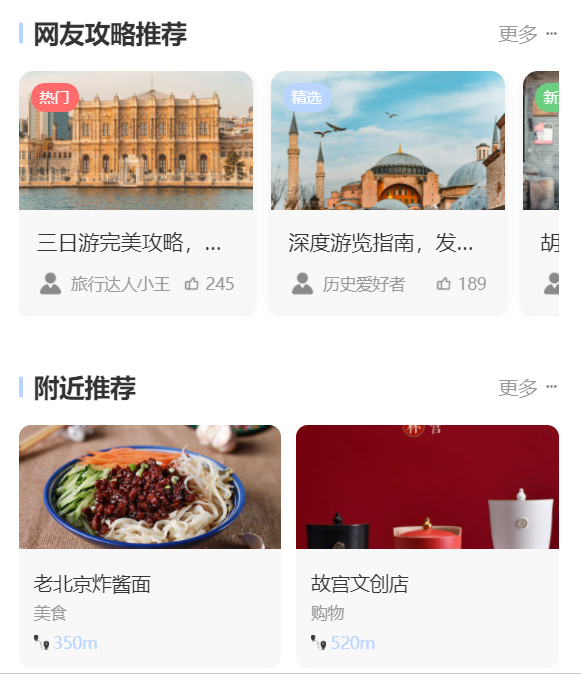 网友攻略推荐
更多 ···
热门
精选
新
三日游完美攻略，...
深度游览指南，发...
胡
旅行达人小王 245
历史爱好者 189
附近推荐
更多 ···
老北京炸酱面
故宫文创店
美食
购物
350m
520m